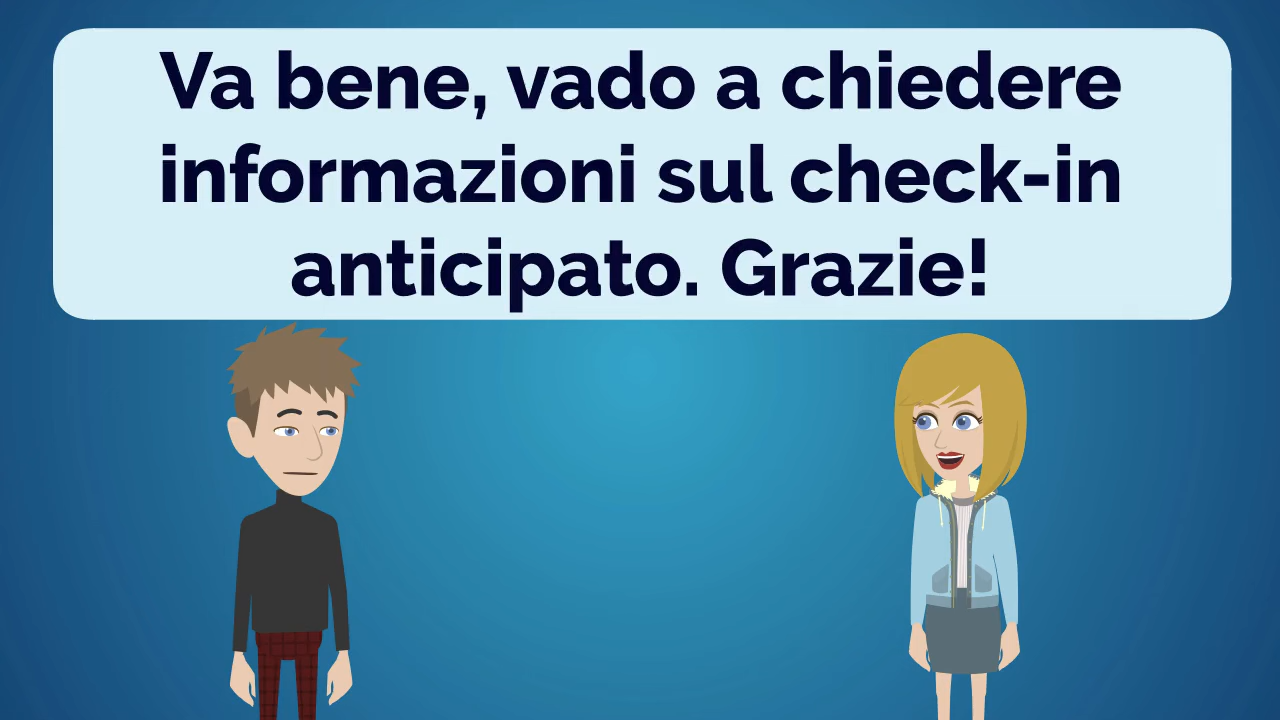 Va bene, vado a chiedere
informazioni sul check-in
anticipato. Grazie!